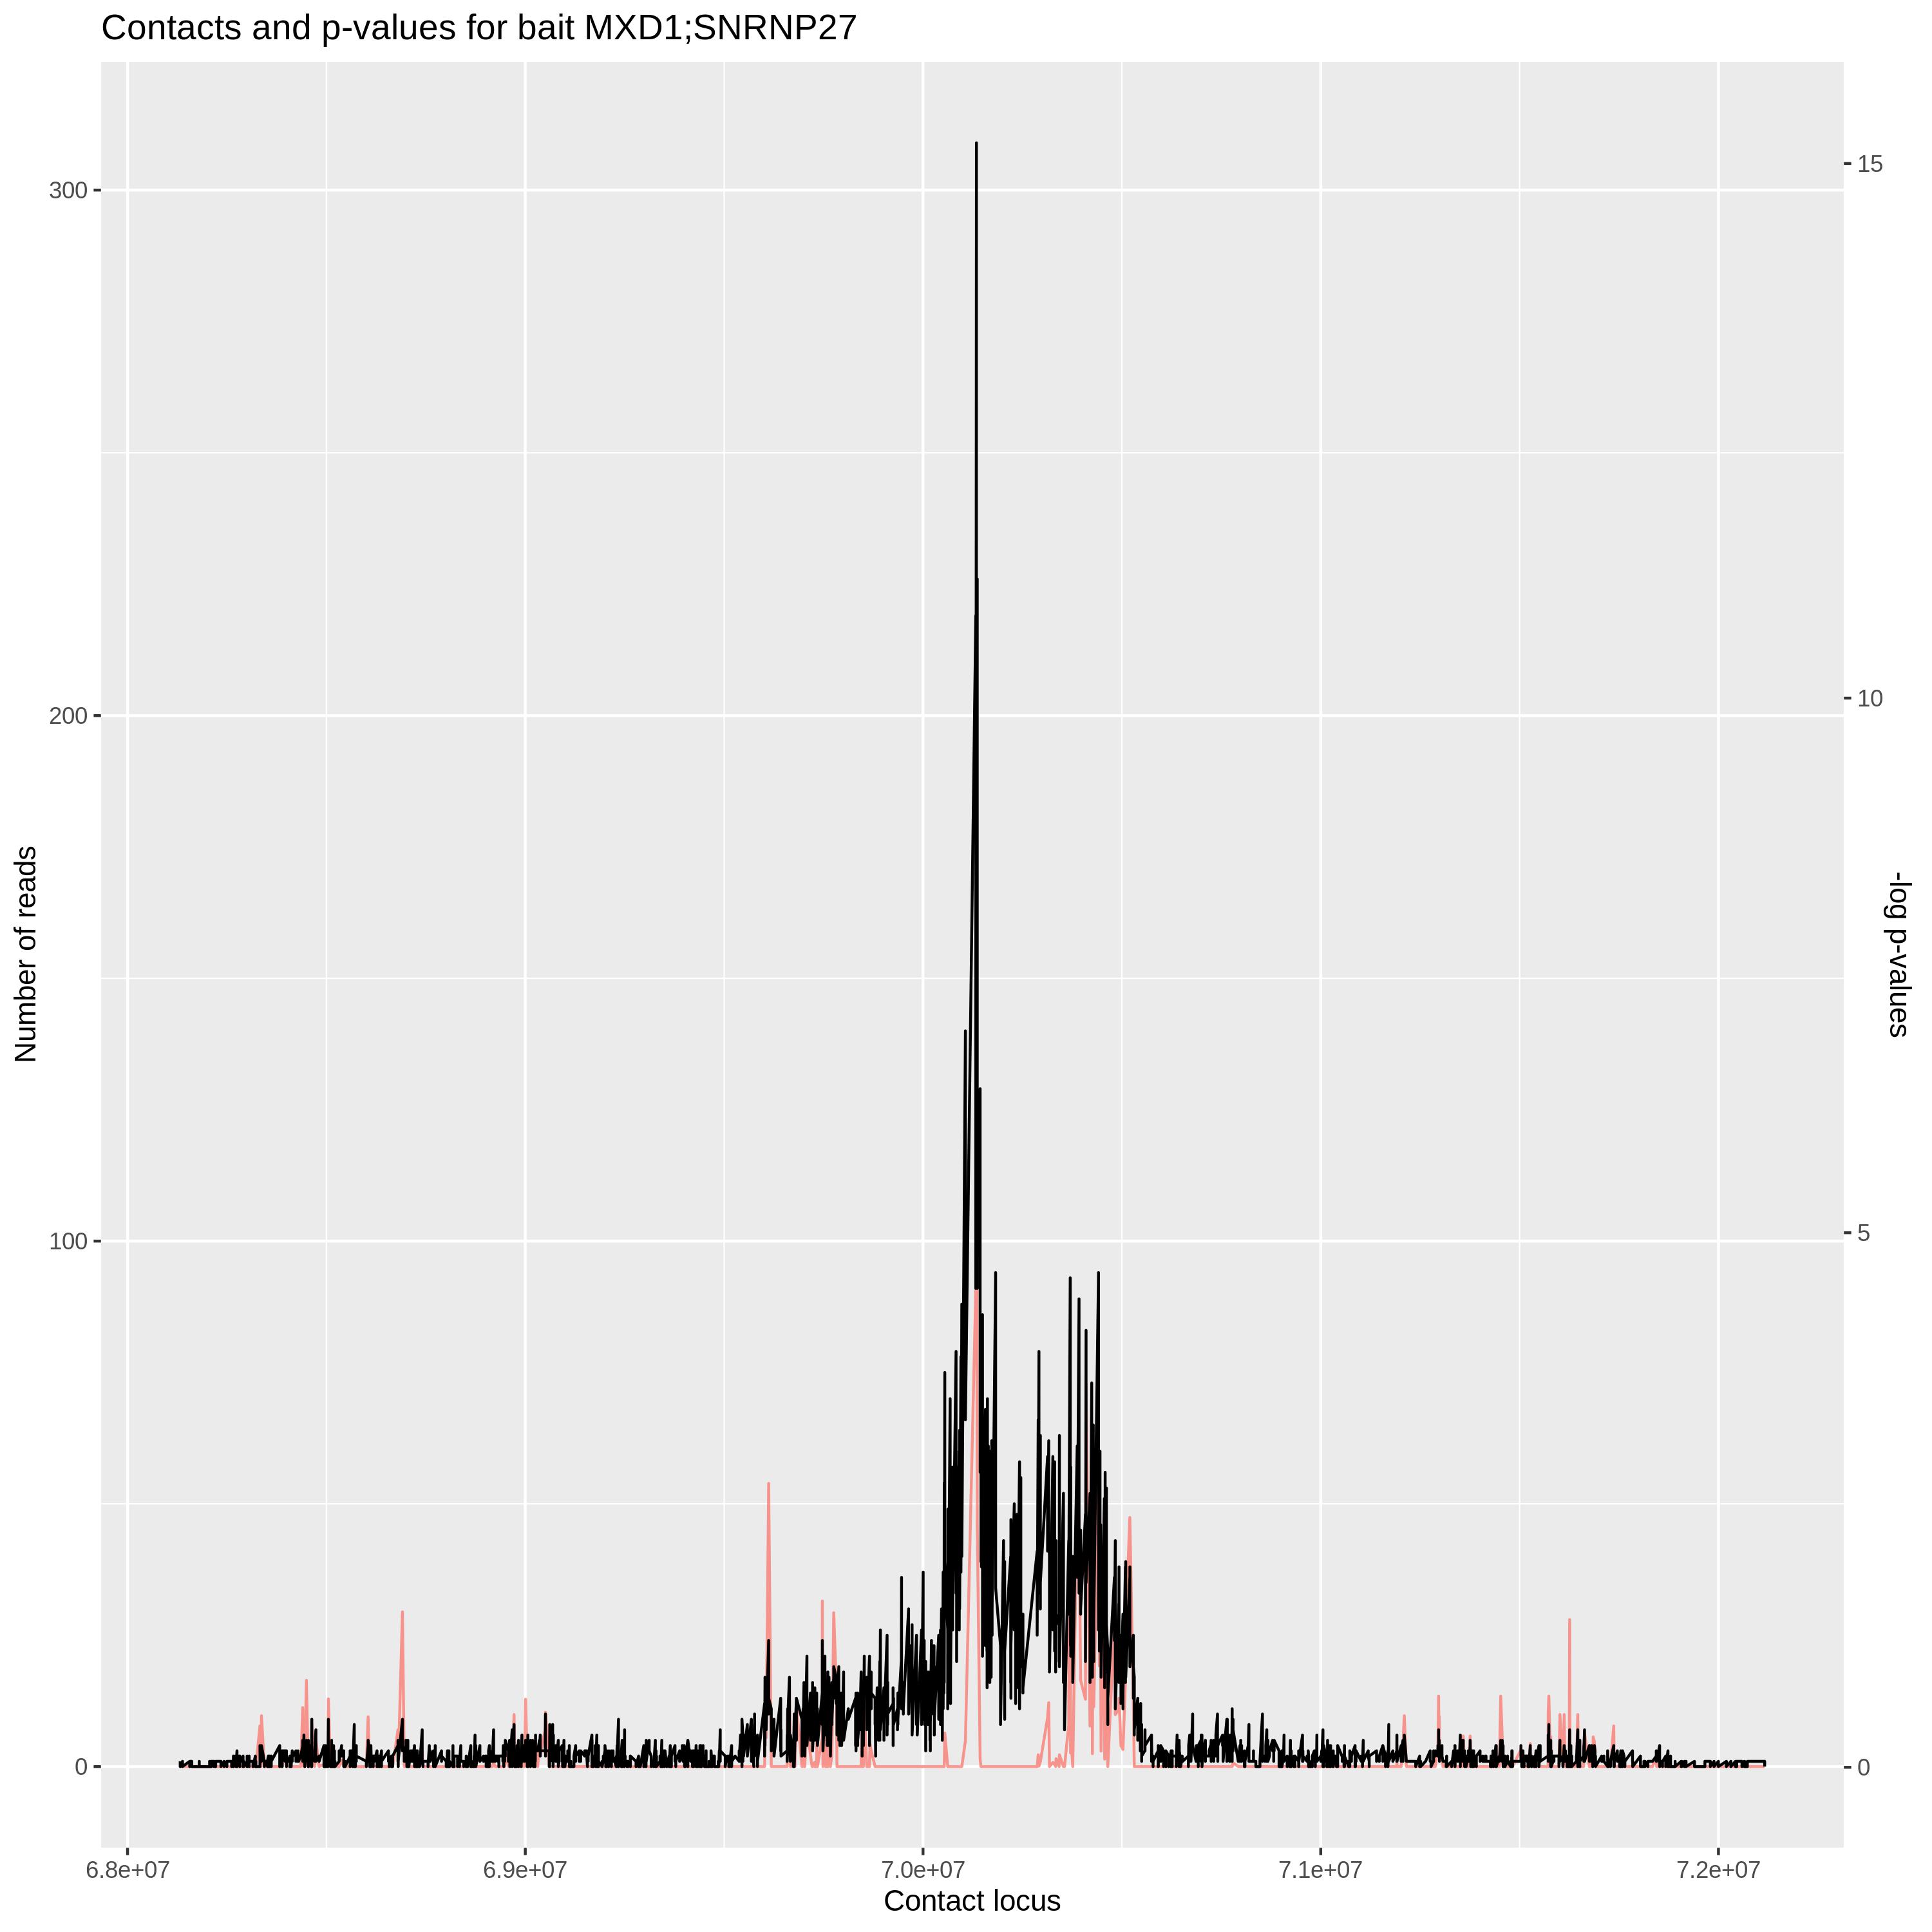 Contacts and p-values for bait MXD1;SNRNP27
300
200
100
0
Number of reads
15
10
5
0
-log p-values
6.8e+07 6.9e+07 7.0e+07 7.1e+07 7.2e+07
Contact locus